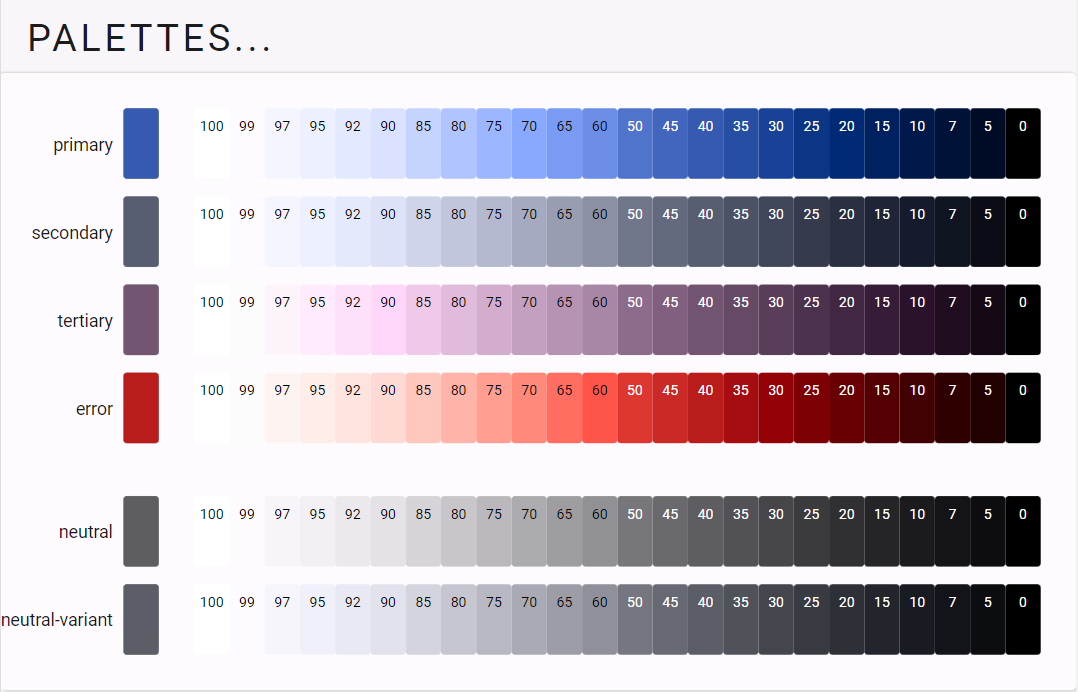 PALETTES...
primary 100 99 97 95 92 90 85 80 75 70 65 60 50 45 40 35 30 25 20 15 10 7 5 0
secondary 100 99 97 95 92 90 85 80 75 70 65 60 50 45 40 35 30 25 20 15 10 7 5 0
tertiary 100 99 97 95 92 90 85 80 75 70 65 60 50 45 40 35 30 25 20 15 10 7 5 0
error 100 99 97 95 92 90 85 80 75 70 65 60 50 45 40 35 30 25 20 15 10 7 5 0
neutral 100 99 97 95 92 90 85 80 75 70 65 60 50 45 40 35 30 25 20 15 10 7 5 0
neutral-variant 100 99 97 95 92 90 85 80 75 70 65 60 50 45 40 35 30 25 20 15 10 7 5 0